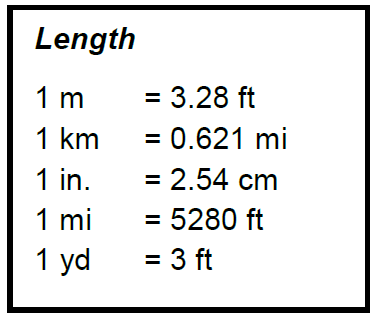 Length
1 m = 3.28 ft
1 km = 0.621 mi
1 in. = 2.54 cm
1 mi = 5280 ft
1 yd = 3 ft